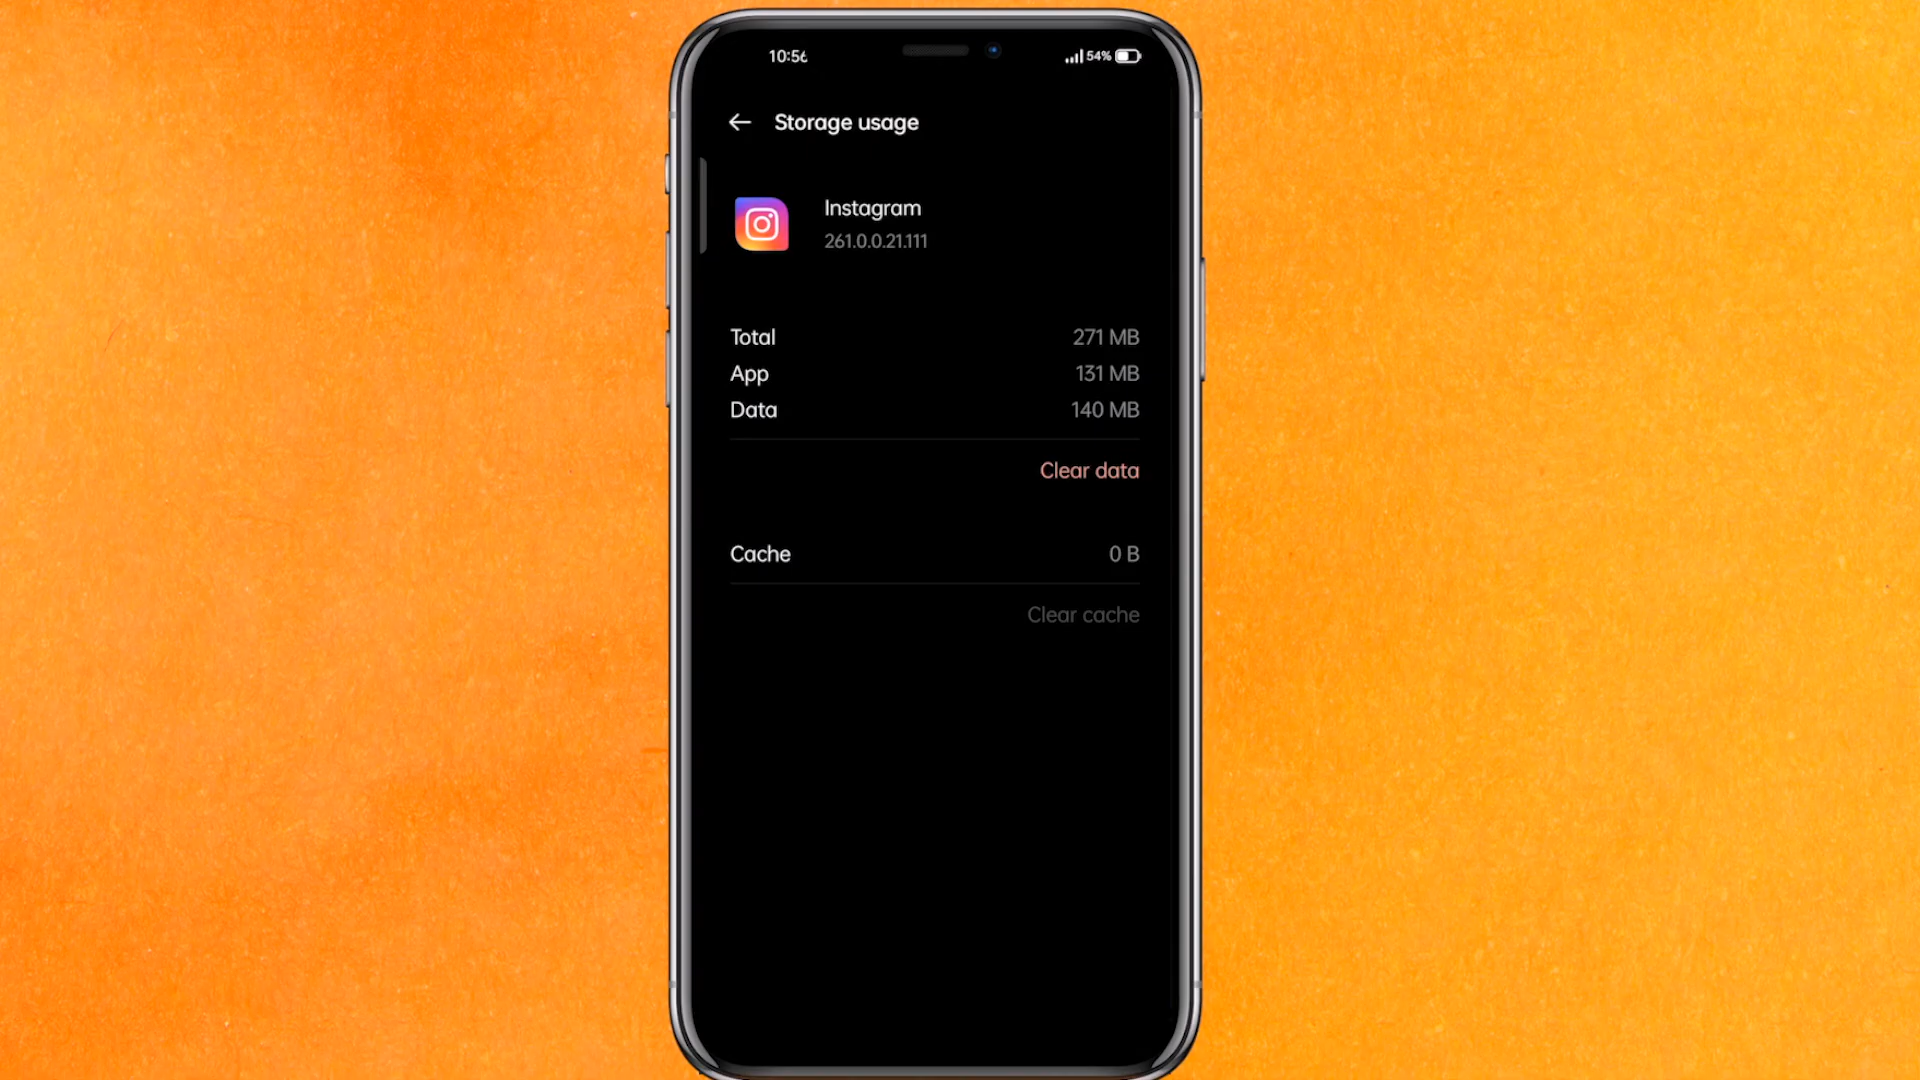 10:56
54%
Storage usage
Instagram
261.0.0.21.111
Total 271 MB
App 131 MB
Data 140 MB
Clear data
Cache 0 B
Clear cache